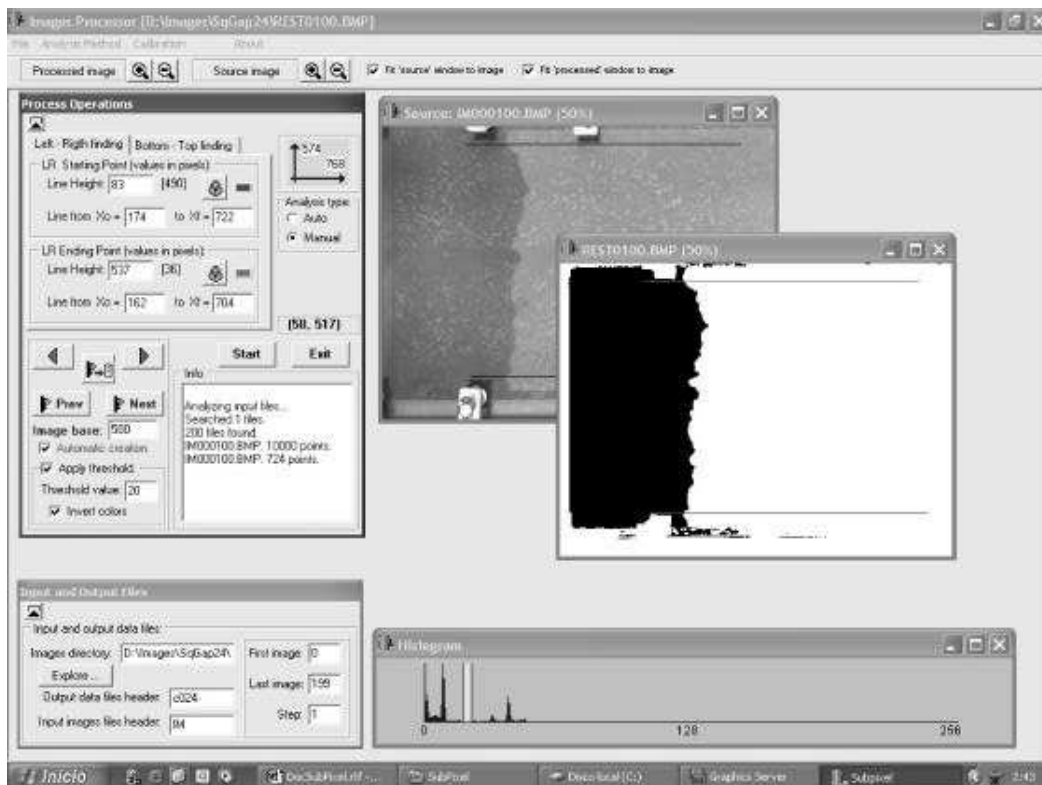 Images Processor [D:\Images\SqGap24\REST0100.BMP]
File Analysis Method Calibration About
Processed image Source image Fit 'source' window to image Fit 'processed' window to image
Process Operations
Left - Rigth finding Bottom - Top finding
LR Starting Point (values in pixels)
Line Height: 83 [490]
Line from Xo = 174 to Xf = 722
LR Ending Point (values in pixels)
Line Height: 537 [36]
Line from Xo = 162 to Xf = 704
574
768
Analysis type:
Auto
Manual
(50, 517)
Start Exit
Prev Next
Image base: 500
Automatic creation
Apply threshold
Threshold value: 20
Invert colors
Info
Analyzing input files...
Searched 1 files.
200 files found.
IM000100.BMP. 10000 points.
IM000100.BMP. 724 points.
Source: IM000100.BMP (50%)
REST0100.BMP (50%)
Input and Output Files
Input and output data files:
Images directory: D:\Images\SqGap24\
Explore...
Output data files header: c024
Input images files header:
First image: 0
Last image: 199
Step: 1
Histogram
0 128 256
Inicio DocSubPixel.rtf -... SubPixel Disco local (C:) Graphics Server Subpixel 2:43